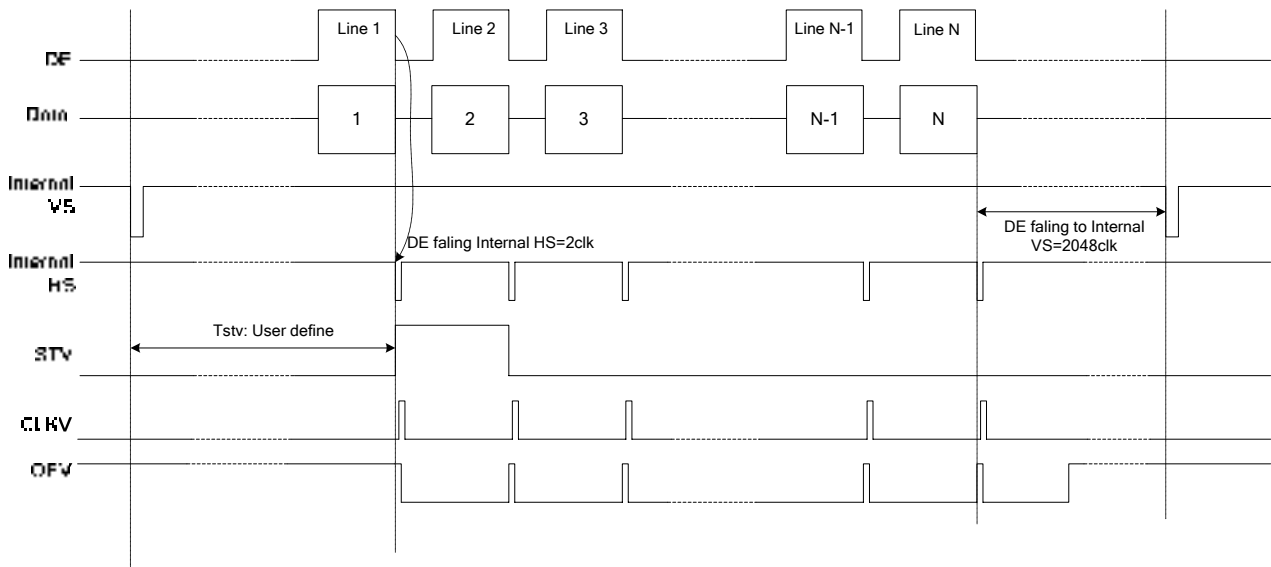 Line 1
Line 2
Line 3
Line N-1
Line N
DE
Data
1
2
3
N-1
N
Internal
VS
DE faling to Internal
VS=2048clk
DE faling Internal HS=2clk
Internal
HS
Tstv: User define
STV
CLKV
OEV